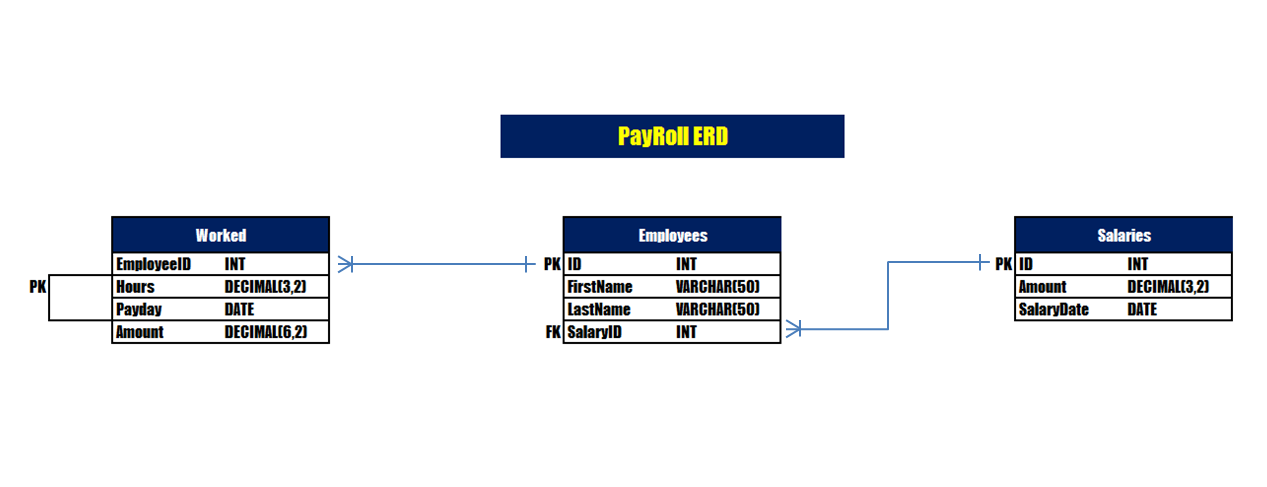 PayRoll ERD
Worked
EmployeeID INT
PK Hours DECIMAL(3,2)
Payday DATE
Amount DECIMAL(6,2)
Employees
PK ID INT
FirstName VARCHAR(50)
LastName VARCHAR(50)
FK SalaryID INT
Salaries
PK ID INT
Amount DECIMAL(3,2)
SalaryDate DATE